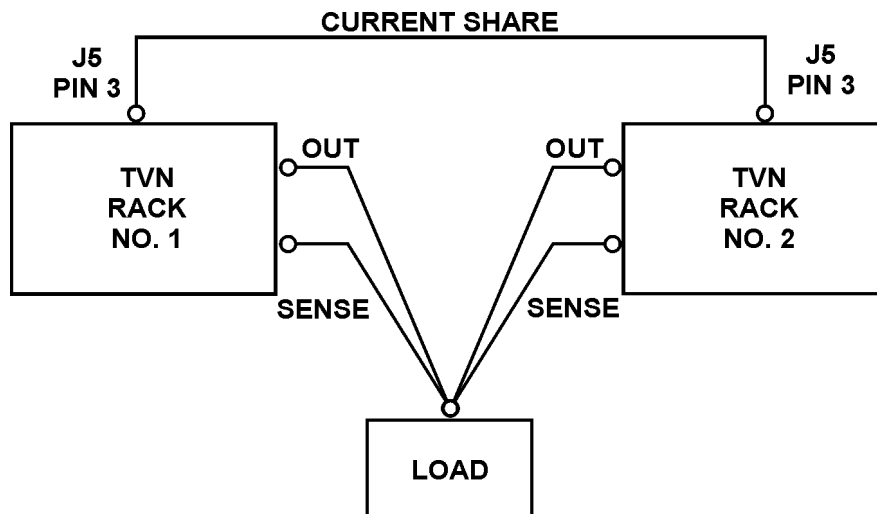 CURRENT SHARE
J5
PIN 3
J5
PIN 3
TVN
RACK
NO. 1
OUT
SENSE
OUT
SENSE
TVN
RACK
NO. 2
LOAD